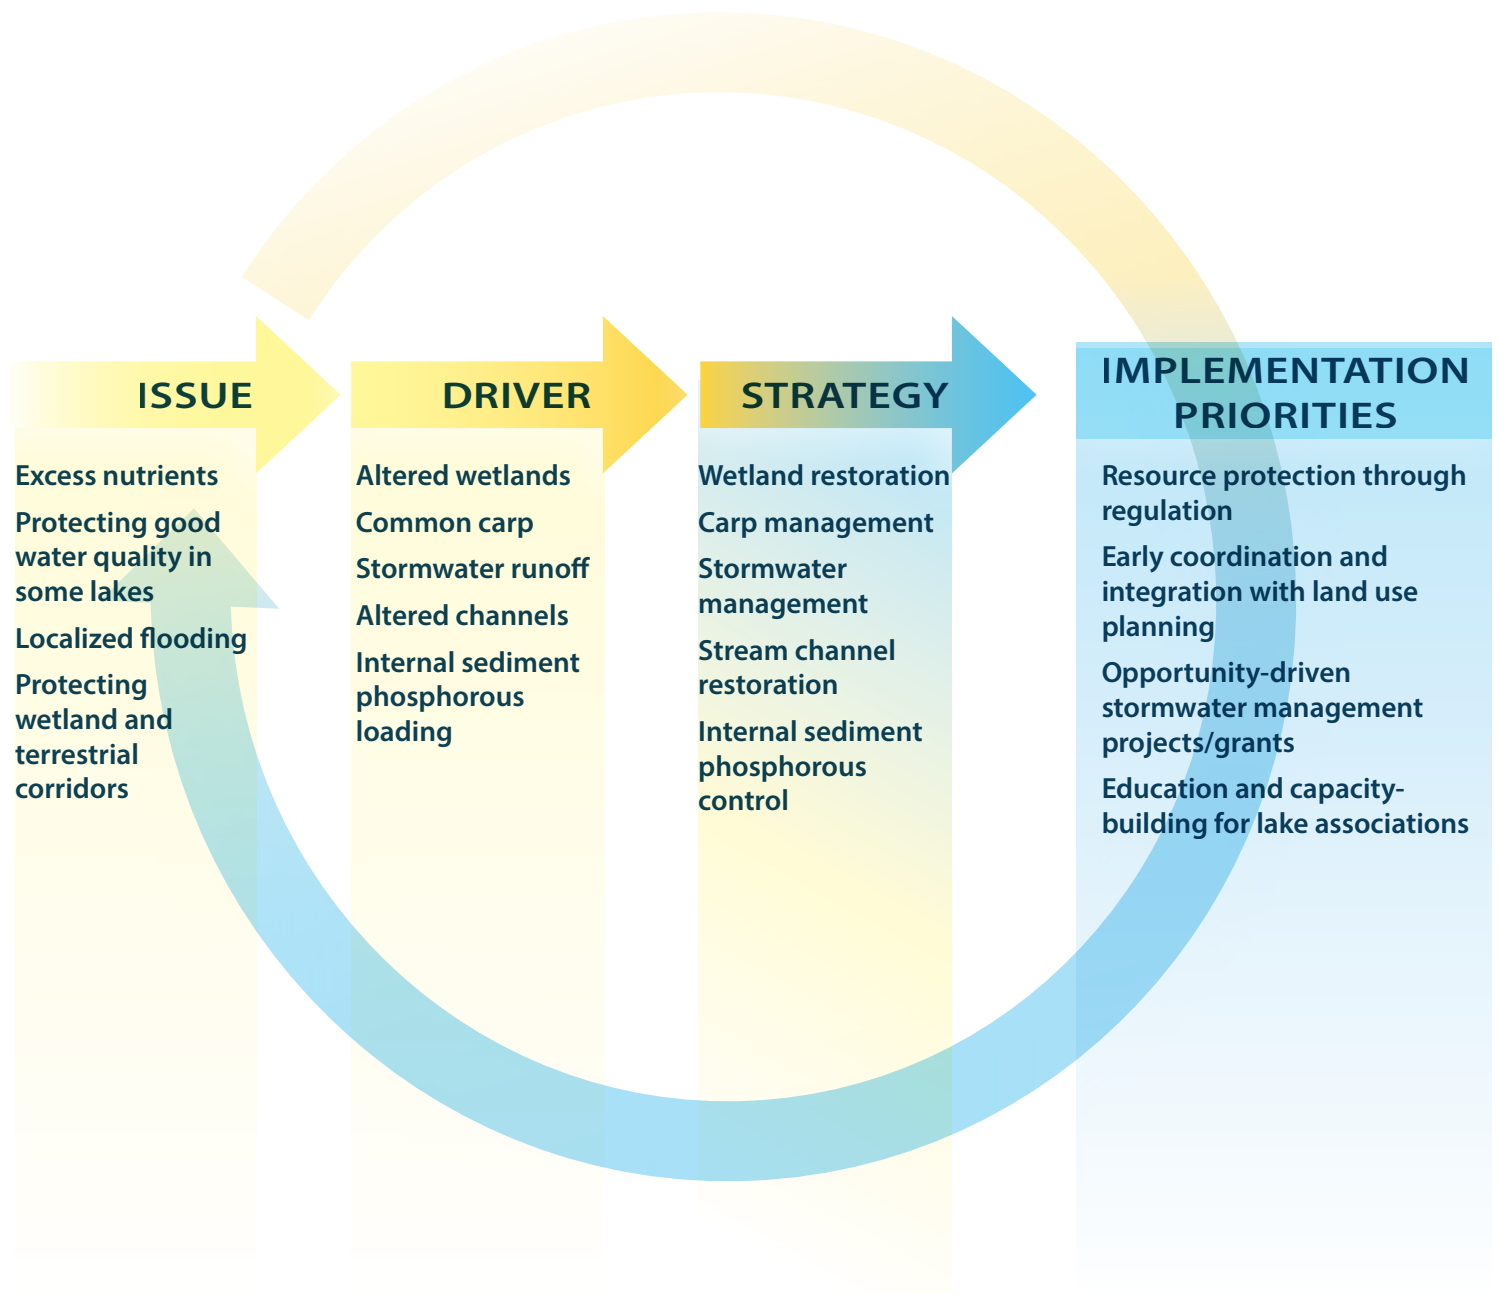 ISSUE
Excess nutrients
Protecting good
water quality in
some lakes
Localized flooding
Protecting
wetland and
terrestrial
corridors
DRIVER
Altered wetlands
Common carp
Stormwater runoff
Altered channels
Internal sediment
phosphorous
loading
STRATEGY
Wetland restoration
Carp management
Stormwater
management
Stream channel
restoration
Internal sediment
phosphorous
control
IMPLEMENTATION
PRIORITIES
Resource protection through
regulation
Early coordination and
integration with land use
planning
Opportunity-driven
stormwater management
projects/grants
Education and capacity-
building for lake associations